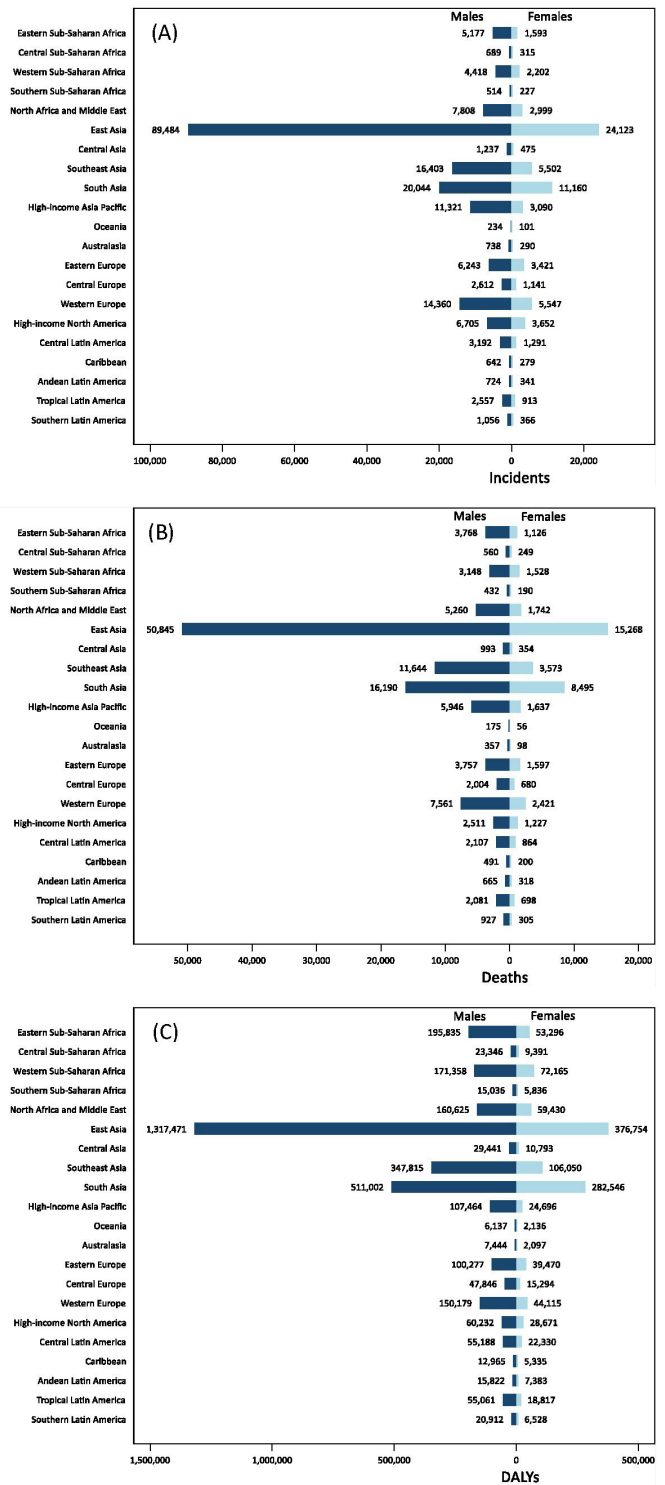 (A) Males Females
Eastern Sub-Saharan Africa 5,177 1,593
Central Sub-Saharan Africa 689 315
Western Sub-Saharan Africa 4,418 2,202
Southern Sub-Saharan Africa 514 227
North Africa and Middle East 7,808 2,999
East Asia 89,484 24,123
Central Asia 1,237 475
Southeast Asia 16,403 5,502
South Asia 20,044 11,160
High-income Asia Pacific 11,321 3,090
Oceania 234 101
Australasia 738 290
Eastern Europe 6,243 3,421
Central Europe 2,612 1,141
Western Europe 14,360 5,547
High-income North America 6,705 3,652
Central Latin America 3,192 1,291
Caribbean 642 279
Andean Latin America 724 341
Tropical Latin America 2,557 913
Southern Latin America 1,056 366
100,000 80,000 60,000 40,000 20,000 0 20,000
Incidents
(B) Males Females
Eastern Sub-Saharan Africa 3,768 1,126
Central Sub-Saharan Africa 560 249
Western Sub-Saharan Africa 3,148 1,528
Southern Sub-Saharan Africa 432 190
North Africa and Middle East 5,260 1,742
East Asia 50,845 15,268
Central Asia 993 354
Southeast Asia 11,644 3,573
South Asia 16,190 8,495
High-income Asia Pacific 5,946 1,637
Oceania 175 56
Australasia 357 98
Eastern Europe 3,757 1,597
Central Europe 2,004 680
Western Europe 7,561 2,421
High-income North America 2,511 1,227
Central Latin America 2,107 864
Caribbean 491 200
Andean Latin America 665 318
Tropical Latin America 2,081 698
Southern Latin America 927 305
50,000 40,000 30,000 20,000 10,000 0 10,000 20,000
Deaths
(C) Males Females
Eastern Sub-Saharan Africa 195,835 53,296
Central Sub-Saharan Africa 23,346 9,391
Western Sub-Saharan Africa 171,358 72,165
Southern Sub-Saharan Africa 15,036 5,836
North Africa and Middle East 160,625 59,430
East Asia 1,317,471 376,754
Central Asia 29,441 10,793
Southeast Asia 347,815 106,050
South Asia 511,002 282,546
High-income Asia Pacific 107,464 24,696
Oceania 6,137 2,136
Australasia 7,444 2,097
Eastern Europe 100,277 39,470
Central Europe 47,846 15,294
Western Europe 150,179 44,115
High-income North America 60,232 28,671
Central Latin America 55,188 22,330
Caribbean 12,965 5,335
Andean Latin America 15,822 7,383
Tropical Latin America 55,061 18,817
Southern Latin America 20,912 6,528
1,500,000 1,000,000 500,000 0 500,000
DALYs